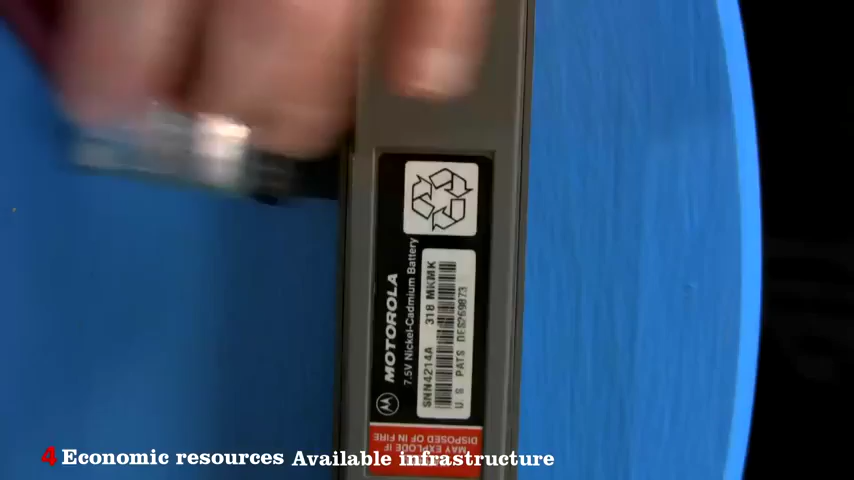 MOTOROLA
7.5V Nickel-Cadmium Battery
SNN4214A 318 MKMK
U.S PATS DES269873
MAY EXPLODE IF
DISPOSED OF IN FIRE
4 Economic resources Available infrastructure